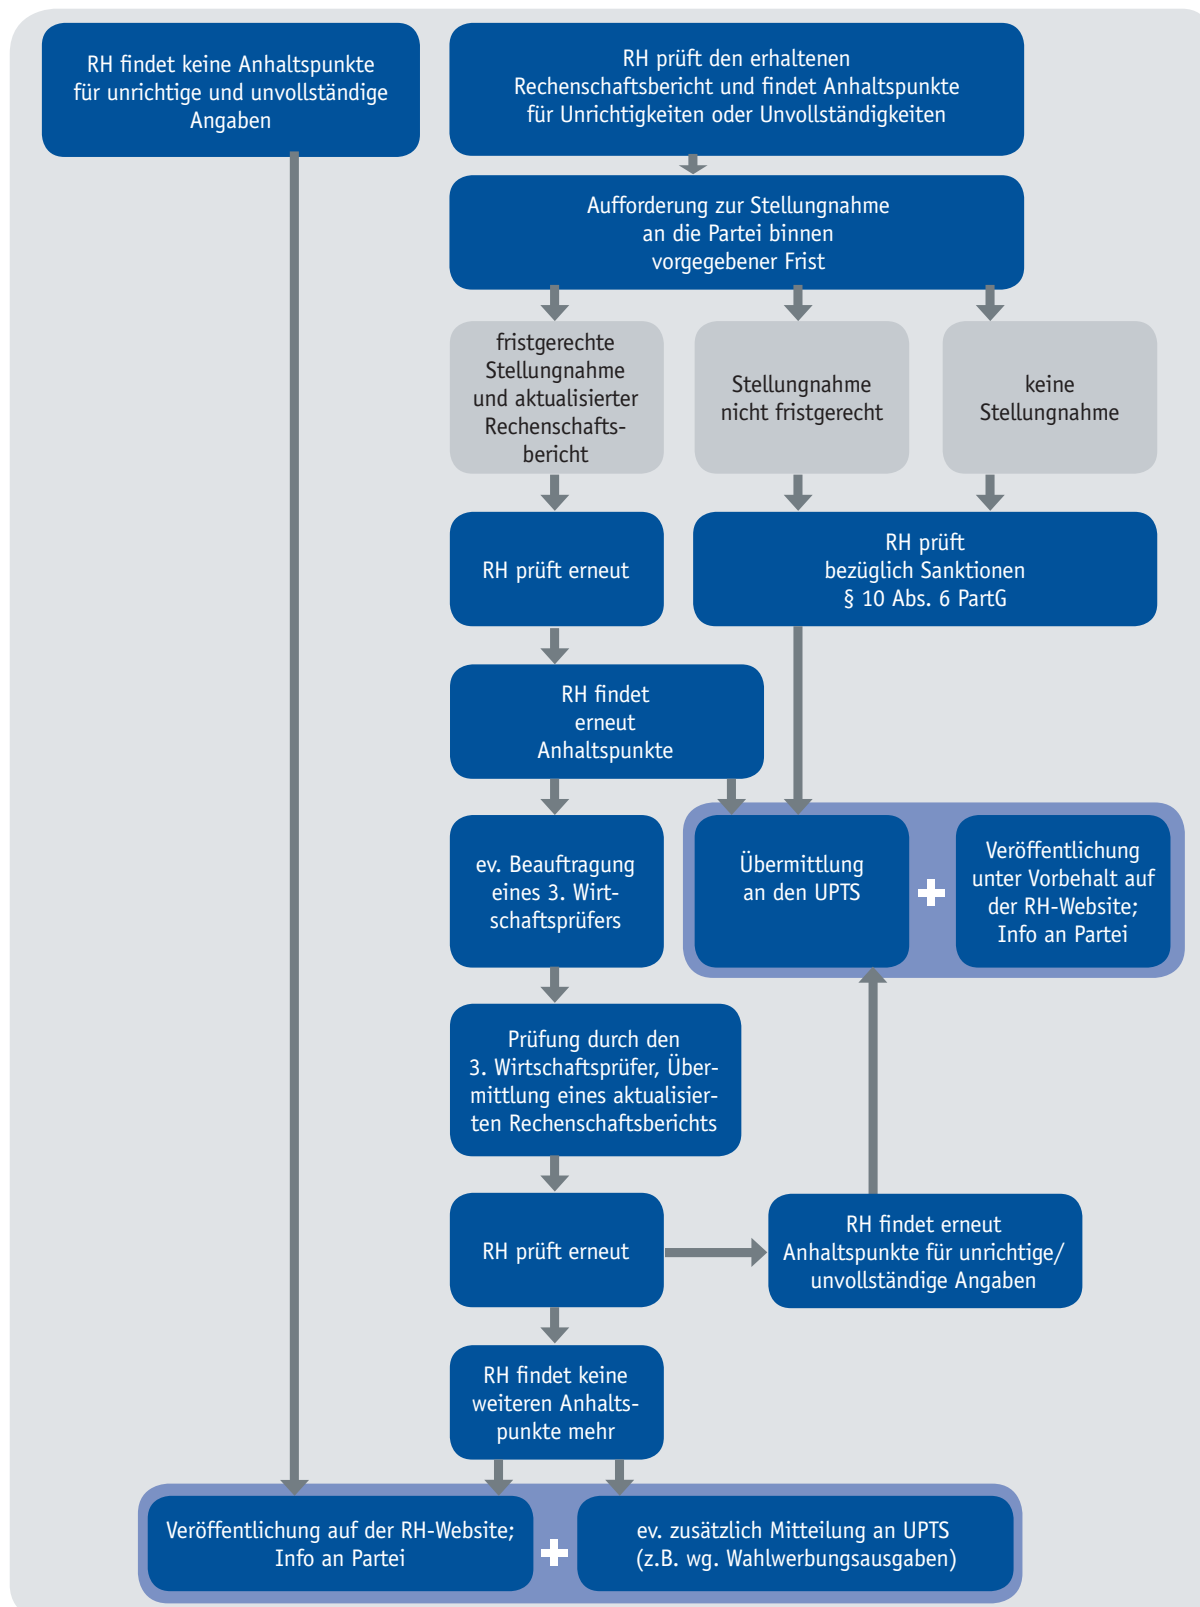 RH findet keine Anhaltspunkte
für unrichtige und unvollständige
Angaben
RH prüft den erhaltenen
Rechenschaftsbericht und findet Anhaltspunkte
für Unrichtigkeiten oder Unvollständigkeiten
Aufforderung zur Stellungnahme
an die Partei binnen
vorgegebener Frist
fristgerechte
Stellungnahme
und aktualisierter
Rechenschafts-
bericht
Stellungnahme
nicht fristgerecht
keine
Stellungnahme
RH prüft erneut
RH prüft
bezüglich Sanktionen
§ 10 Abs. 6 PartG
RH findet
erneut
Anhaltspunkte
ev. Beauftragung
eines 3. Wirt-
schaftsprüfers
Übermittlung
an den UPTS
Veröffentlichung
unter Vorbehalt auf
der RH-Website;
Info an Partei
Prüfung durch den
3. Wirtschaftsprüfer, Über-
mittlung eines aktualisier-
ten Rechenschaftsberichts
RH prüft erneut
RH findet erneut
Anhaltspunkte für unrichtige/
unvollständige Angaben
RH findet keine
weiteren Anhalts-
punkte mehr
Veröffentlichung auf der RH-Website;
Info an Partei
ev. zusätzlich Mitteilung an UPTS
(z.B. wg. Wahlwerbungsausgaben)